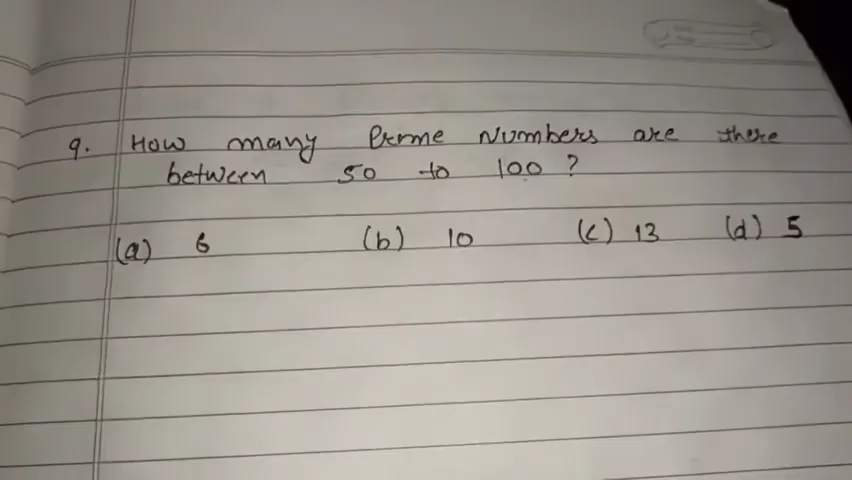 9. How many Prime Numbers are there
between 50 to 100 ?
(a) 6 (b) 10 (c) 13 (d) 5